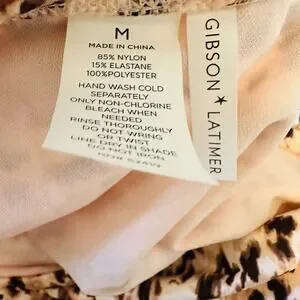 M
MADE IN CHINA
85% NYLON
15% ELASTANE
100%POLYESTER
HAND WASH COLD
SEPARATELY
ONLY NON-CHLORINE
BLEACH WHEN
NEEDED
RINSE THOROUGHLY
DO NOT WRING
OR TWIST
LINE DRY IN SHADE
DO NOT IRON
GIBSON★LATIMER